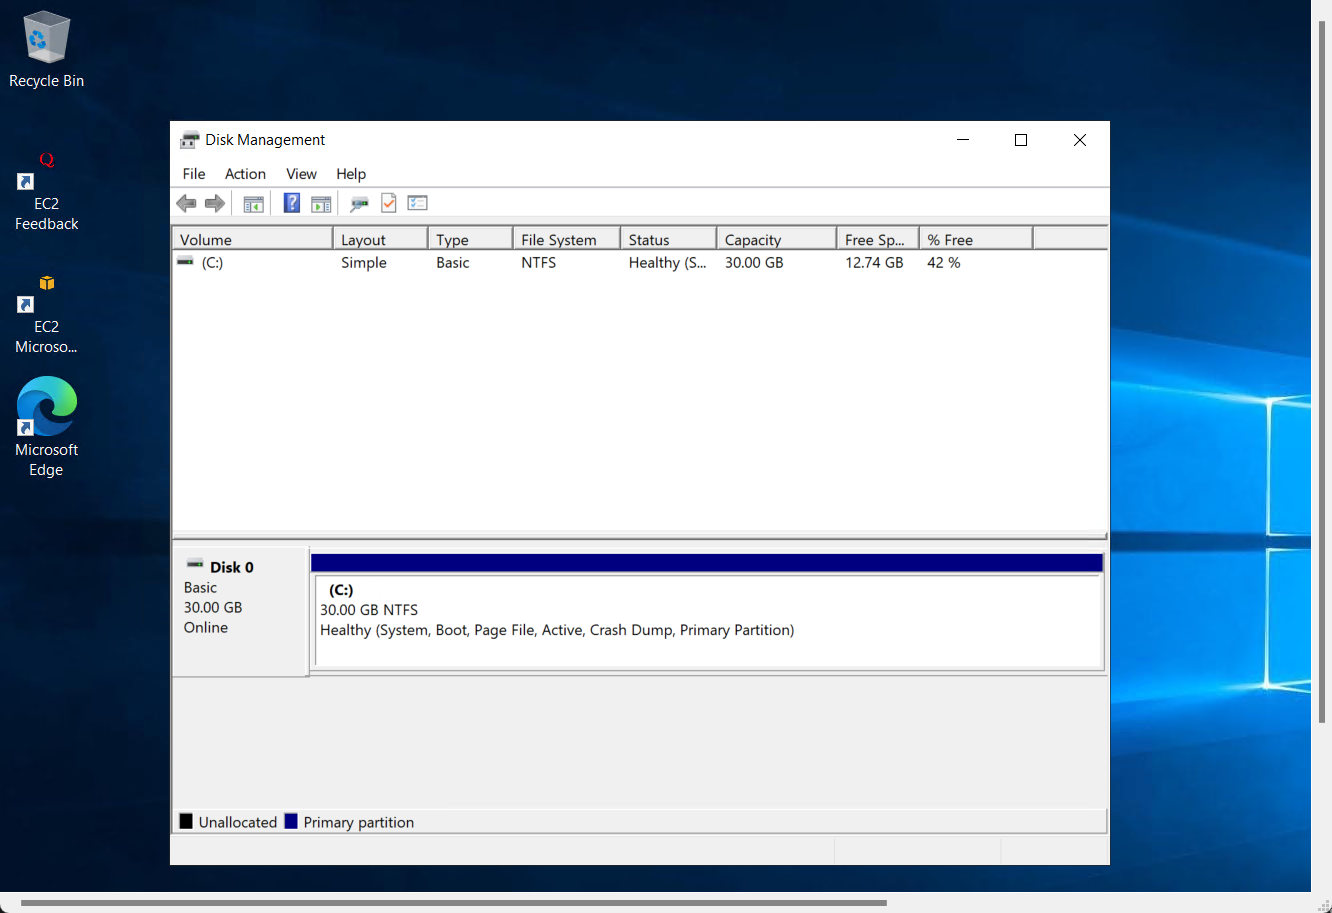 Recycle Bin
EC2
Feedback
EC2
Microso...
Microsoft
Edge
Disk Management
File Action View Help
Volume Layout Type File System Status Capacity Free Sp... % Free
(C:) Simple Basic NTFS Healthy (S... 30.00 GB 12.74 GB 42 %
Disk 0
Basic
30.00 GB
Online
(C:)
30.00 GB NTFS
Healthy (System, Boot, Page File, Active, Crash Dump, Primary Partition)
Unallocated Primary partition